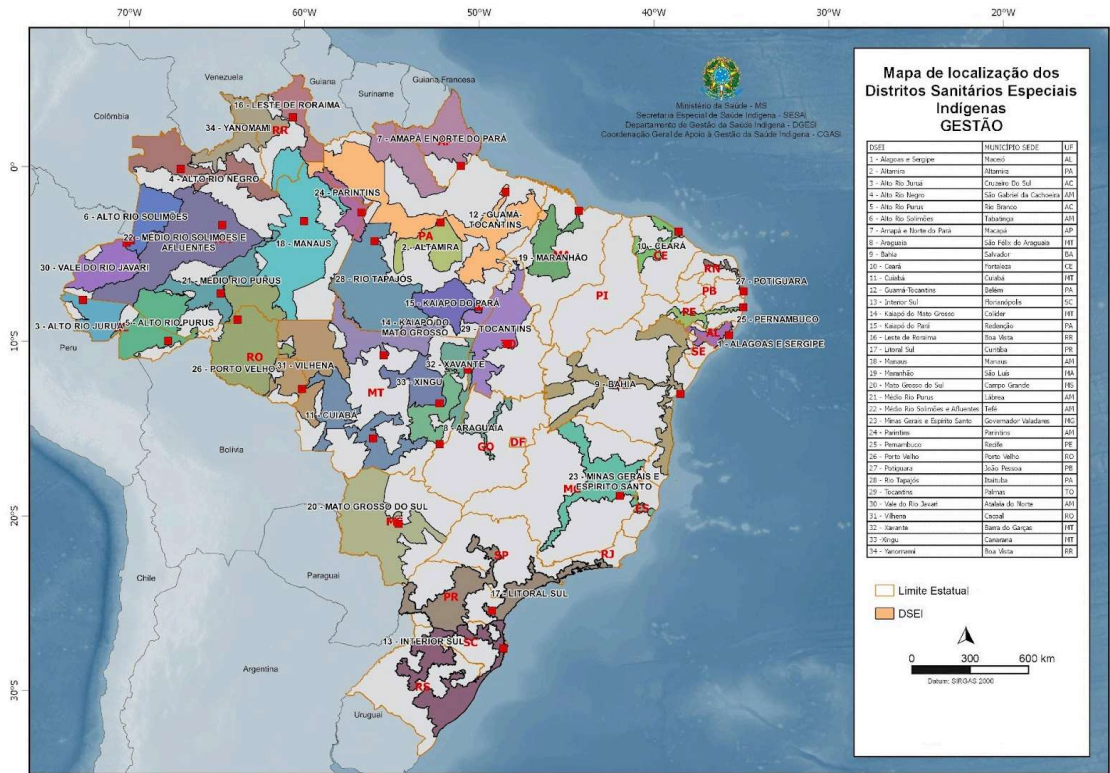 70°W 60°W 50°W 40°W 30°W 20°W
0°
10°S
20°S
30°S
Ministério da Saúde - MS
Secretaria Especial de Saúde Indígena - SESAI
Departamento de Gestão da Saúde Indígena - DGESI
Coordenação Geral de Apoio à Gestão da Saúde Indígena - CGASI
Venezuela
Guiana
Suriname
Guiana Francesa
Colômbia
Peru
Bolívia
Chile
Paraguai
Argentina
Uruguai
16 - LESTE DE RORAIMA
34 - YANOMAMI
RR
7 - AMAPÁ E NORTE DO PARÁ
4 - ALTO RIO NEGRO
24 - PARINTINS
6 - ALTO RIO SOLIMÕES
22 - MÉDIO RIO SOLIMÕES E
AFLUENTES
18 - MANAUS
PA
2 - ALTAMIRA
12 - GUAMÁ-
TOCANTINS
10 - CEARÁ
CE
19 - MARANHÃO
30 - VALE DO RIO JAVARI
21 - MÉDIO RIO PURUS
28 - RIO TAPAJÓS
RN
PB
27 - POTIGUARA
PI
15 - KAIAPÓ DO PARÁ
PE
25 - PERNAMBUCO
3 - ALTO RIO JURUÁ
5 - ALTO RIO PURUS
14 - KAIAPÓ DO
MATO GROSSO
29 - TOCANTINS
AL
1 - ALAGOAS E SERGIPE
SE
RO
26 - PORTO VELHO
31 - VILHENA
32 - XAVANTE
33 - XINGU
MT
9 - BAHIA
11 - CUIABÁ
8 - ARAGUAIA
GO
DF
23 - MINAS GERAIS E
ESPÍRITO SANTO
ES
20 - MATO GROSSO DO SUL
SP
RJ
PR
17 - LITORAL SUL
13 - INTERIOR SUL
SC
RS
Mapa de localização dos
Distritos Sanitários Especiais
Indígenas
GESTÃO
DSEI MUNICÍPIO SEDE UF
1 - Alagoas e Sergipe Maceió AL
2 - Altamira Altamira PA
3 - Alto Rio Juruá Cruzeiro Do Sul AC
4 - Alto Rio Negro São Gabriel da Cachoeira AM
5 - Alto Rio Purus Rio Branco AC
6 - Alto Rio Solimões Tabatinga AM
7 - Amapá e Norte do Pará Macapá AP
8 - Araguaia São Félix do Araguaia MT
9 - Bahia Salvador BA
10 - Ceará Fortaleza CE
11 - Cuiabá Cuiabá MT
12 - Guamá-Tocantins Belém PA
13 - Interior Sul Florianópolis SC
14 - Kaiapó do Mato Grosso Colider MT
15 - Kaiapó do Pará Redenção PA
16 - Leste de Roraima Boa Vista RR
17 - Litoral Sul Curitiba PR
18 - Manaus Manaus AM
19 - Maranhão São Luís MA
20 - Mato Grosso do Sul Campo Grande MS
21 - Médio Rio Purus Lábrea AM
22 - Médio Rio Solimões e Afluentes Tefé AM
23 - Minas Gerais e Espírito Santo Governador Valadares MG
24 - Parintins Parintins AM
25 - Pernambuco Recife PE
26 - Porto Velho Porto Velho RO
27 - Potiguara João Pessoa PB
28 - Rio Tapajós Itaituba PA
29 - Tocantins Palmas TO
30 - Vale do Rio Javari Atalaia do Norte AM
31 - Vilhena Cacoal RO
32 - Xavante Barra do Garças MT
33 -Xingu Canarana MT
34 - Yanomami Boa Vista RR
Limite Estatual
DSEI
0 300 600 km
Datum: SIRGAS 2000